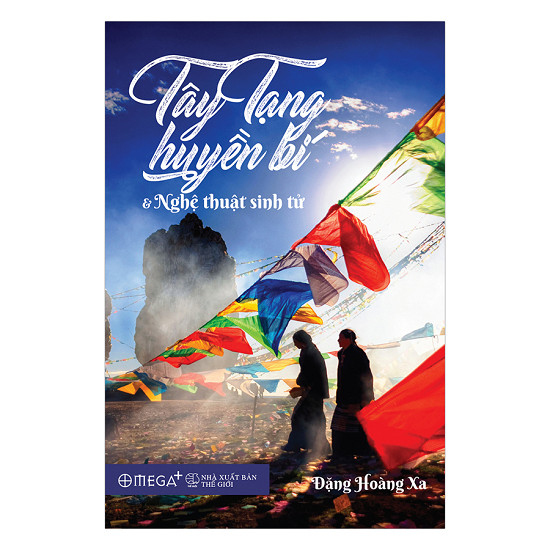 Tây Tạng
huyền bí
& Nghệ thuật sinh tử
OMEGA+
NHÀ XUẤT BẢN
THẾ GIỚI
Đặng Hoàng Xa